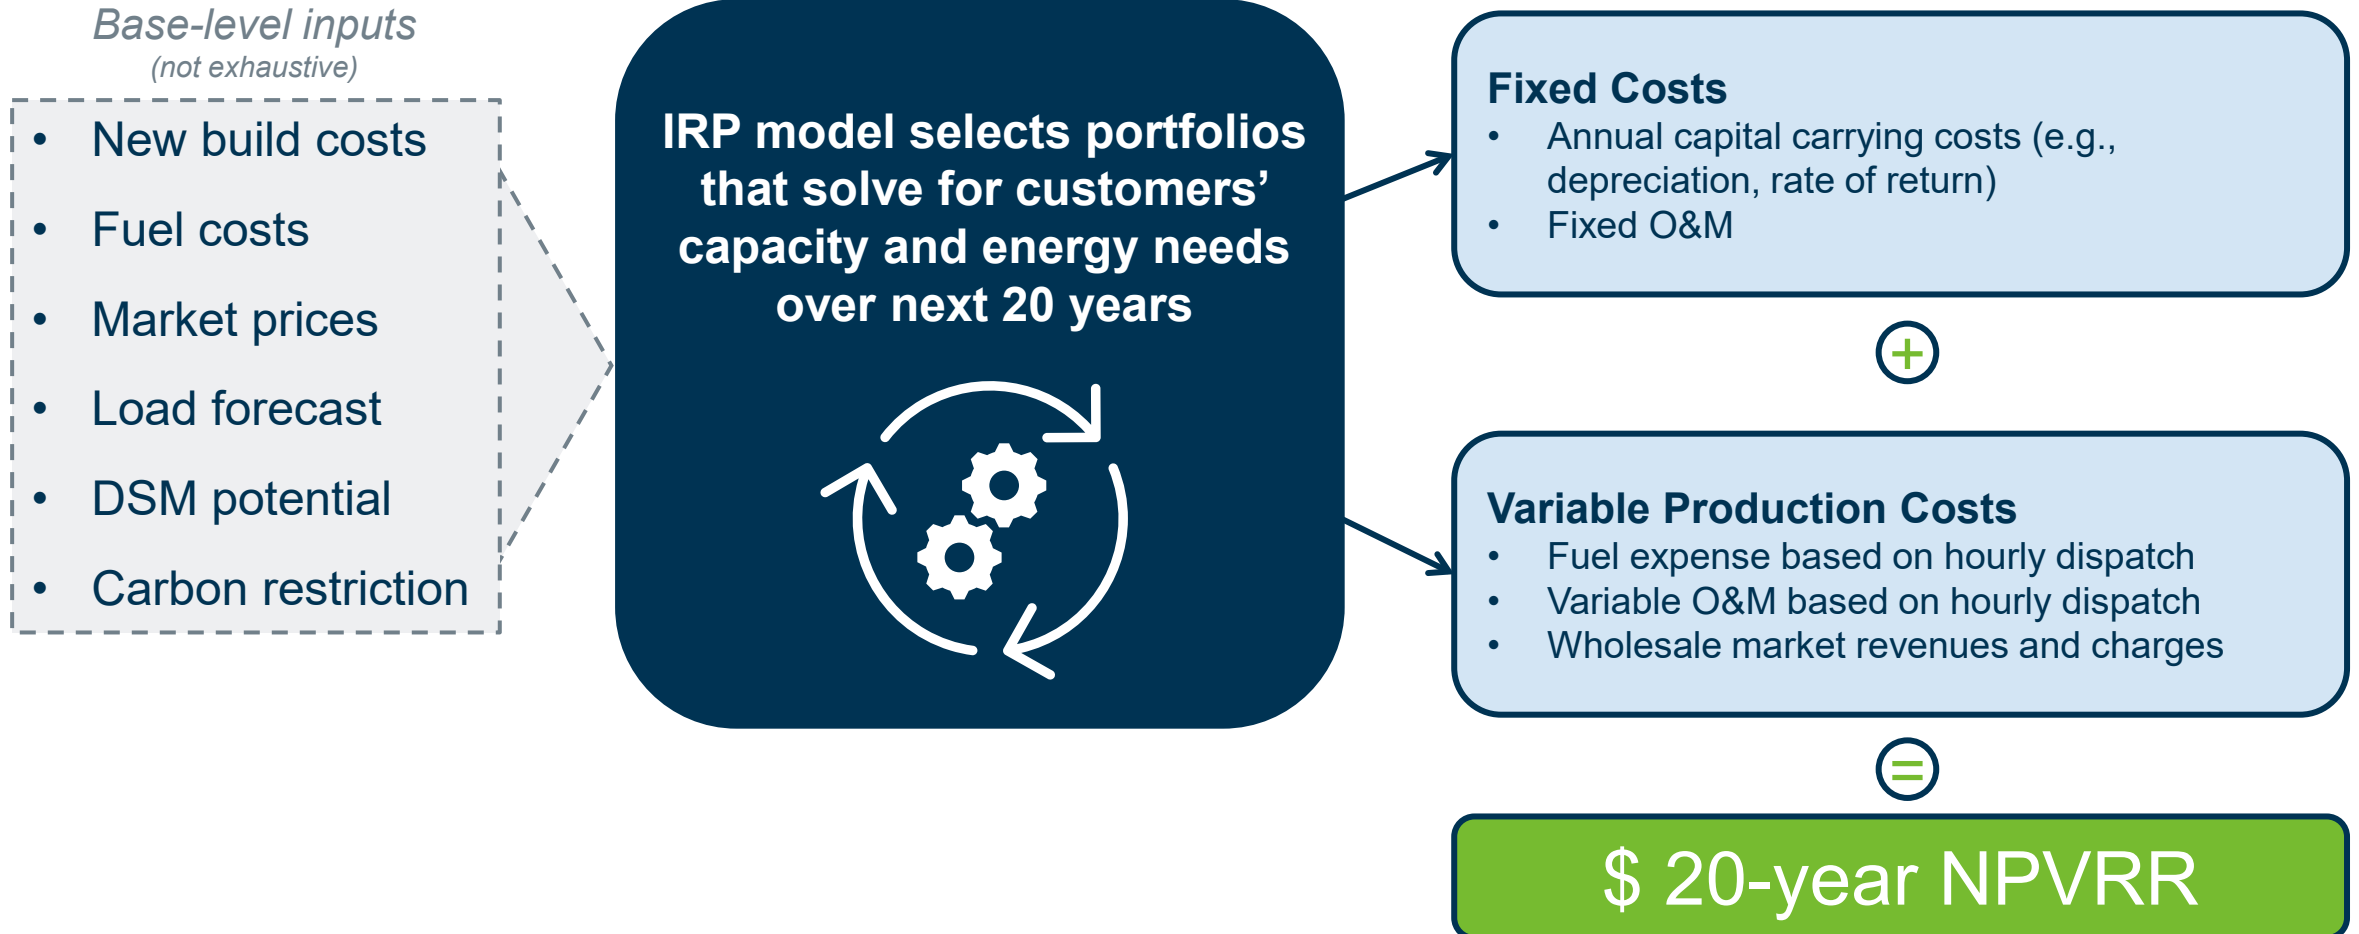 Base-level inputs
(not exhaustive)
• New build costs
• Fuel costs
• Market prices
• Load forecast
• DSM potential
• Carbon restriction
IRP model selects portfolios
that solve for customers’
capacity and energy needs
over next 20 years
Fixed Costs
• Annual capital carrying costs (e.g.,
depreciation, rate of return)
• Fixed O&M
+
Variable Production Costs
• Fuel expense based on hourly dispatch
• Variable O&M based on hourly dispatch
• Wholesale market revenues and charges
=
$ 20-year NPVRR